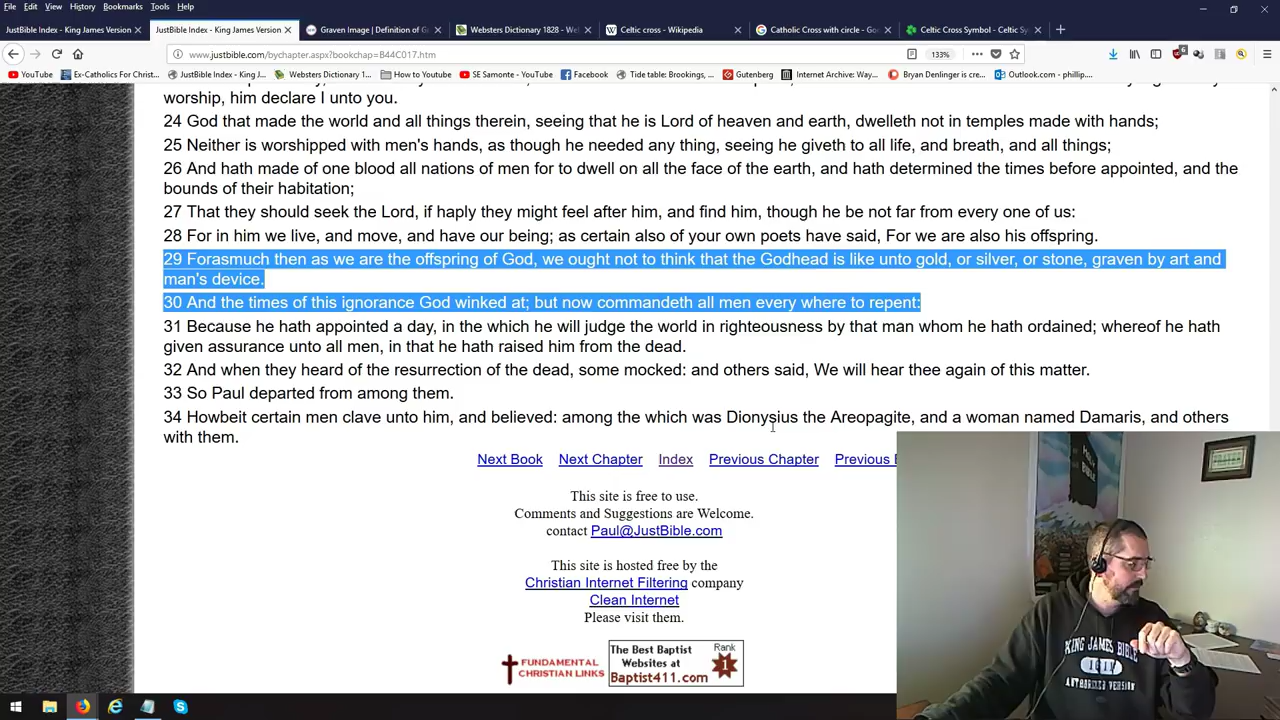 File Edit View History Bookmarks Tools Help
JustBible Index - King James Version
JustBible Index - King James Version
Graven Image | Definition of G
Websters Dictionary 1828 - We
Celtic cross - Wikipedia
Catholic Cross with circle - Go
Celtic Cross Symbol - Celtic Sy
www.justbible.com/bychapter.aspx?bookchap=B44C017.htm
133%
YouTube
Ex-Catholics For Christ...
JustBible Index - King J...
Websters Dictionary 1...
How to Youtube
SE Samonte - YouTube
Facebook
Tide table: Brookings, ...
Gutenberg
Internet Archive: Way...
Bryan Denlinger is cre...
Outlook.com - phillip....
worship, him declare I unto you.
24 God that made the world and all things therein, seeing that he is Lord of heaven and earth, dwelleth not in temples made with hands;
25 Neither is worshipped with men's hands, as though he needed any thing, seeing he giveth to all life, and breath, and all things;
26 And hath made of one blood all nations of men for to dwell on all the face of the earth, and hath determined the times before appointed, and the
bounds of their habitation;
27 That they should seek the Lord, if haply they might feel after him, and find him, though he be not far from every one of us:
28 For in him we live, and move, and have our being; as certain also of your own poets have said, For we are also his offspring.
29 Forasmuch then as we are the offspring of God, we ought not to think that the Godhead is like unto gold, or silver, or stone, graven by art and
man's device.
30 And the times of this ignorance God winked at; but now commandeth all men every where to repent:
31 Because he hath appointed a day, in the which he will judge the world in righteousness by that man whom he hath ordained; whereof he hath
given assurance unto all men, in that he hath raised him from the dead.
32 And when they heard of the resurrection of the dead, some mocked: and others said, We will hear thee again of this matter.
33 So Paul departed from among them.
34 Howbeit certain men clave unto him, and believed: among the which was Dionysius the Areopagite, and a woman named Damaris, and others
with them.
Next Book Next Chapter Index Previous Chapter Previous
This site is free to use.
Comments and Suggestions are Welcome.
contact Paul@JustBible.com
This site is hosted free by the
Christian Internet Filtering company
Clean Internet
Please visit them.
FUNDAMENTAL
CHRISTIAN LINKS
The Best Baptist
Websites at
Baptist411.com
Rank
1
HOLY
BIBLE
KING JAMES BIBLE
1611
AUTHORIZED VERSION